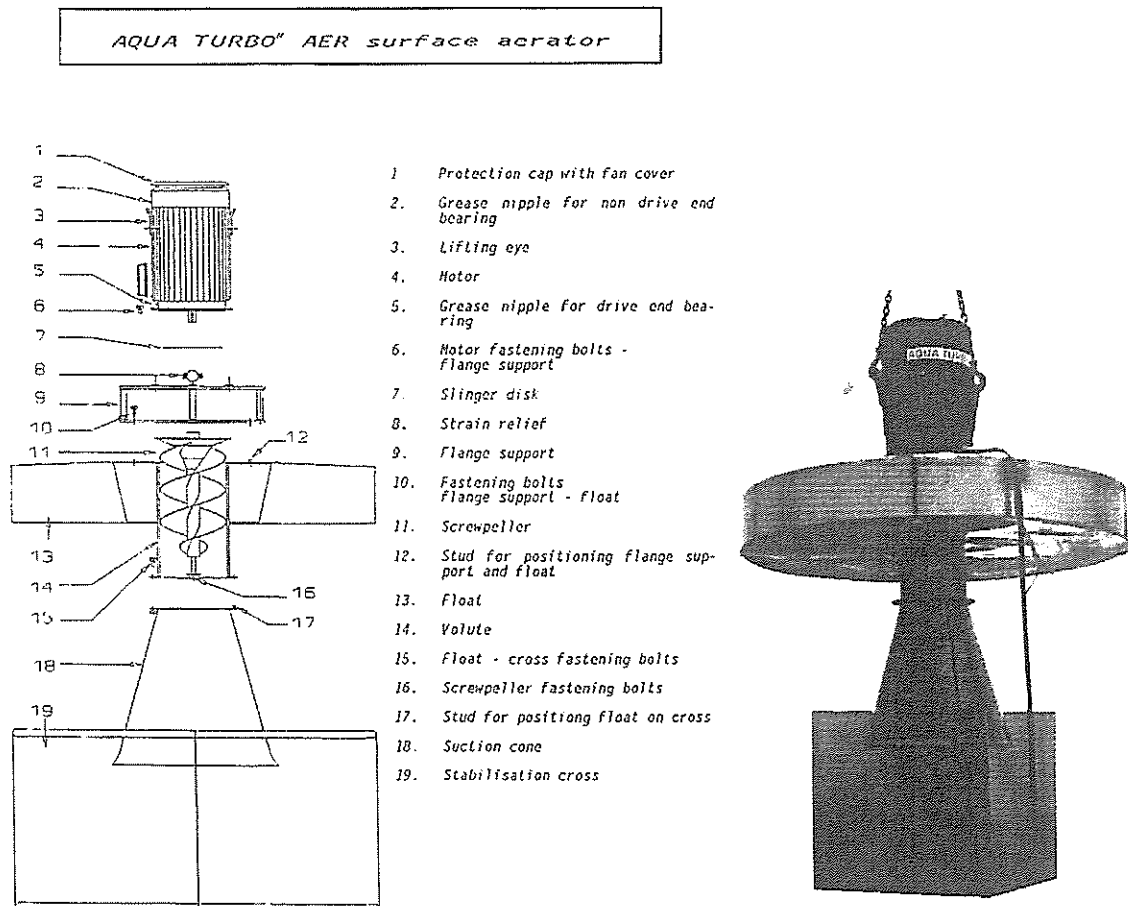 AQUA TURBO" AER surface aerator
1
2
3
4
5
6
7
8
9
10
11
12
13
14
15
16
17
18
19
1 Protection cap with fan cover
2. Grease nipple for non drive end
bearing
3. Lifting eye
4. Motor
5. Grease nipple for drive end bea-
ring
6. Motor fastening bolts -
flange support
7. Slinger disk
8. Strain relief
9. Flange support
10. Fastening bolts
flange support - float
11. Screwpeller
12. Stud for positioning flange sup-
port and float
13. Float
14. Volute
15. Float - cross fastening bolts
16. Screwpeller fastening bolts
17. Stud for positiong float on cross
18. Suction cone
19. Stabilisation cross
AQUA TURB